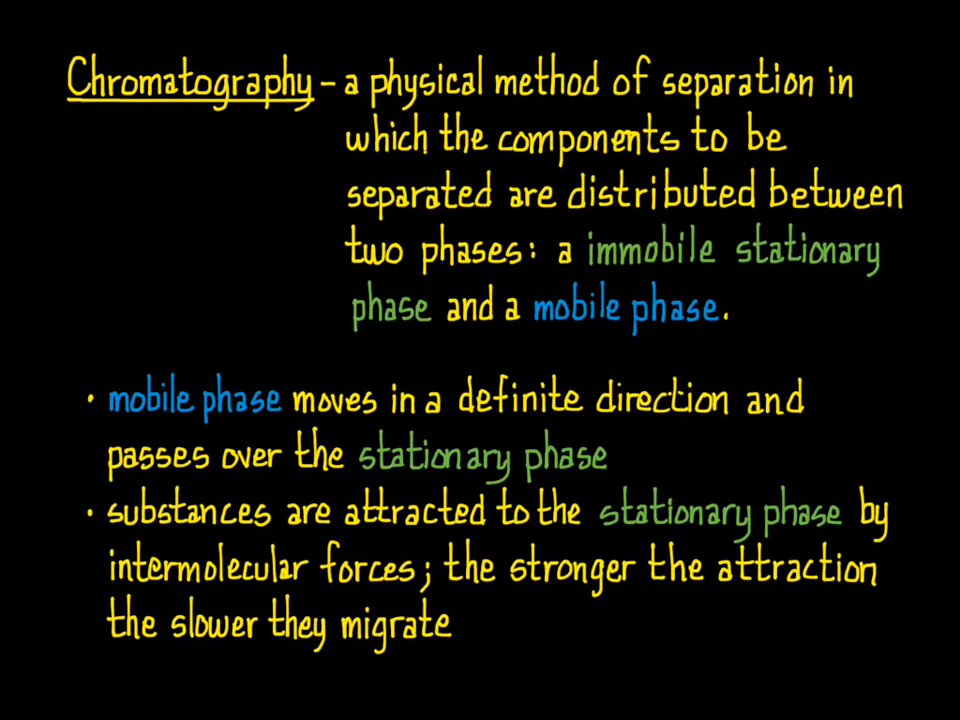 Chromatography - a physical method of separation in
which the components to be
separated are distributed between
two phases: a immobile stationary
phase and a mobile phase.
• mobile phase moves in a definite direction and
passes over the stationary phase
• substances are attracted to the stationary phase by
intermolecular forces; the stronger the attraction
the slower they migrate